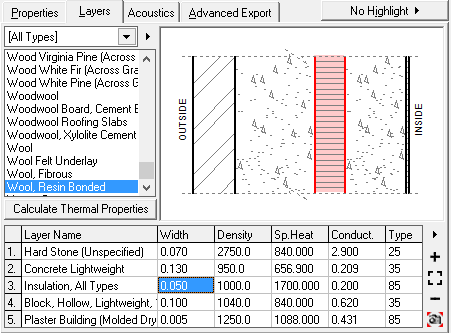 Properties Layers Acoustics Advanced Export No Highlight
[All Types]
Wood Virginia Pine (Across
Wood White Fir (Across Gra
Wood White Pine (Across
Woodwool
Woodwool Board, Cement B
Woodwool Roofing Slabs
Woodwool, Xylolite Cement
Wool
Wool Felt Underlay
Wool, Fibrous
Wool, Resin Bonded
Calculate Thermal Properties
OUTSIDE
INSIDE
Layer Name Width Density Sp.Heat Conduct. Type
1. Hard Stone (Unspecified) 0.070 2750.0 840.000 2.900 25
2. Concrete Lightweight 0.130 950.0 656.900 0.209 35
3. Insulation, All Types 0.050 1000.0 1700.000 0.200 85
4. Block, Hollow, Lightweight, 0.100 1040.0 840.000 0.620 35
5. Plaster Building (Molded Dry 0.005 1250.0 1088.000 0.431 85